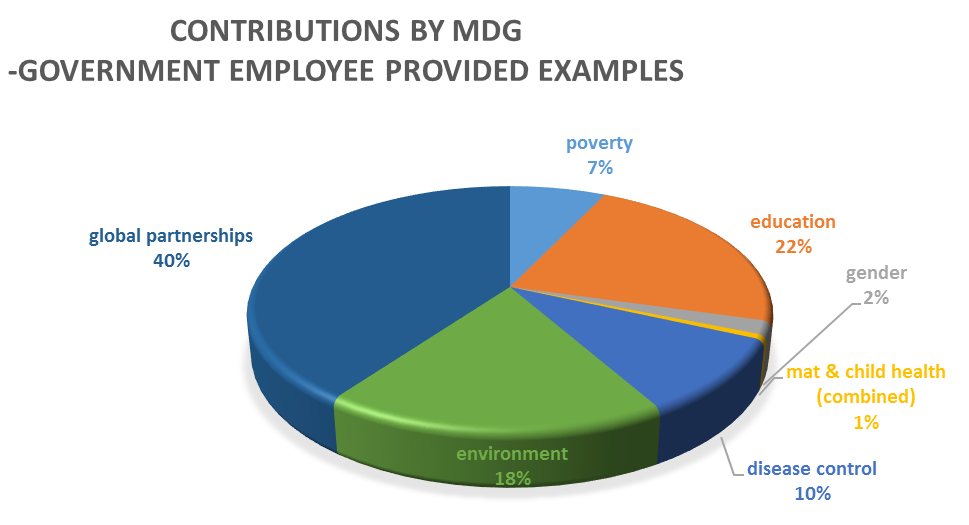 CONTRIBUTIONS BY MDG
-GOVERNMENT EMPLOYEE PROVIDED EXAMPLES
poverty
7%
education
22%
gender
2%
mat & child health
(combined)
1%
disease control
10%
environment
18%
global partnerships
40%